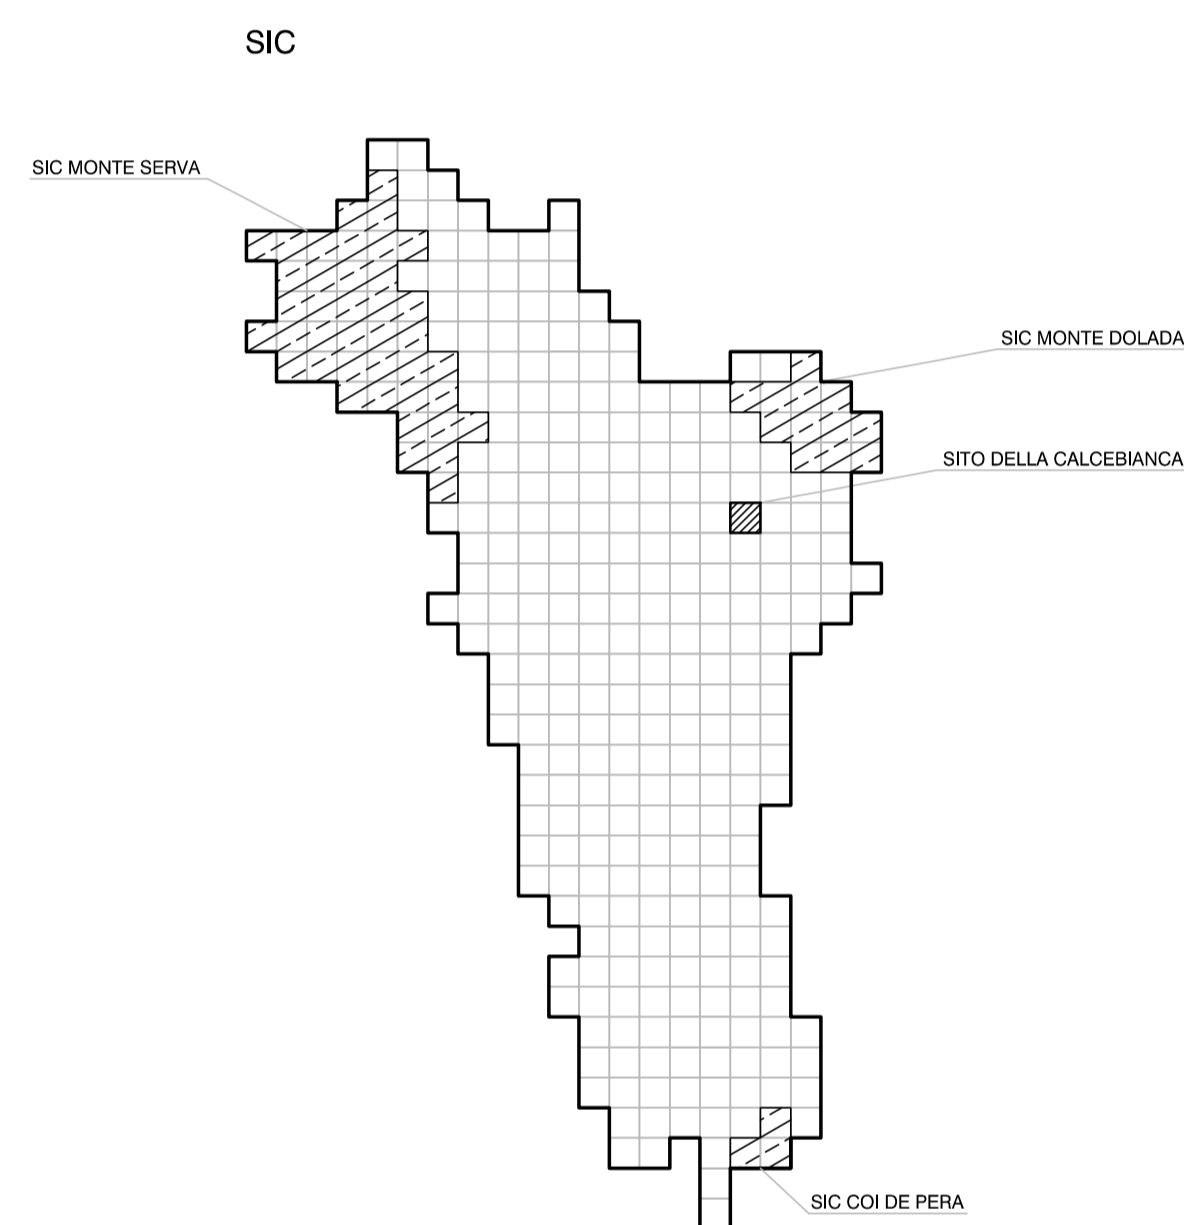 SIC
SIC MONTE SERVA
SIC MONTE DOLADA
SITO DELLA CALCEBIANCA
SIC COI DE PERA